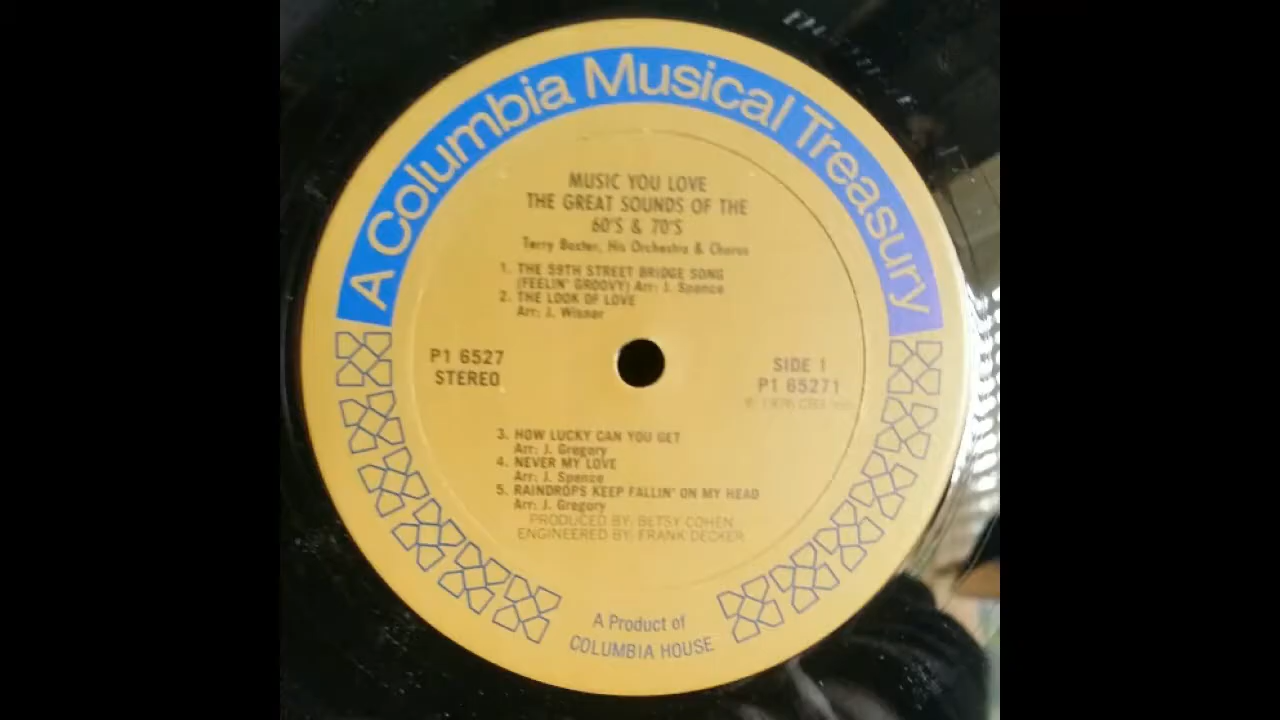 A Columbia Musical Treasury
MUSIC YOU LOVE
THE GREAT SOUNDS OF THE
60'S & 70'S
Terry Baxter, His Orchestra & Chorus
1. THE 59TH STREET BRIDGE SONG
(FEELIN' GROOVY) Arr: J. Spence
2. THE LOOK OF LOVE
Arr: J. Wisner
P1 6527
STEREO
SIDE 1
P1 65271
℗ 1976 CBS
3. HOW LUCKY CAN YOU GET
Arr: J. Gregory
4. NEVER MY LOVE
Arr: J. Spence
5. RAINDROPS KEEP FALLIN' ON MY HEAD
Arr: J. Gregory
PRODUCED BY: BETSY COHEN
ENGINEERED BY: FRANK DECKER
A Product of
COLUMBIA HOUSE